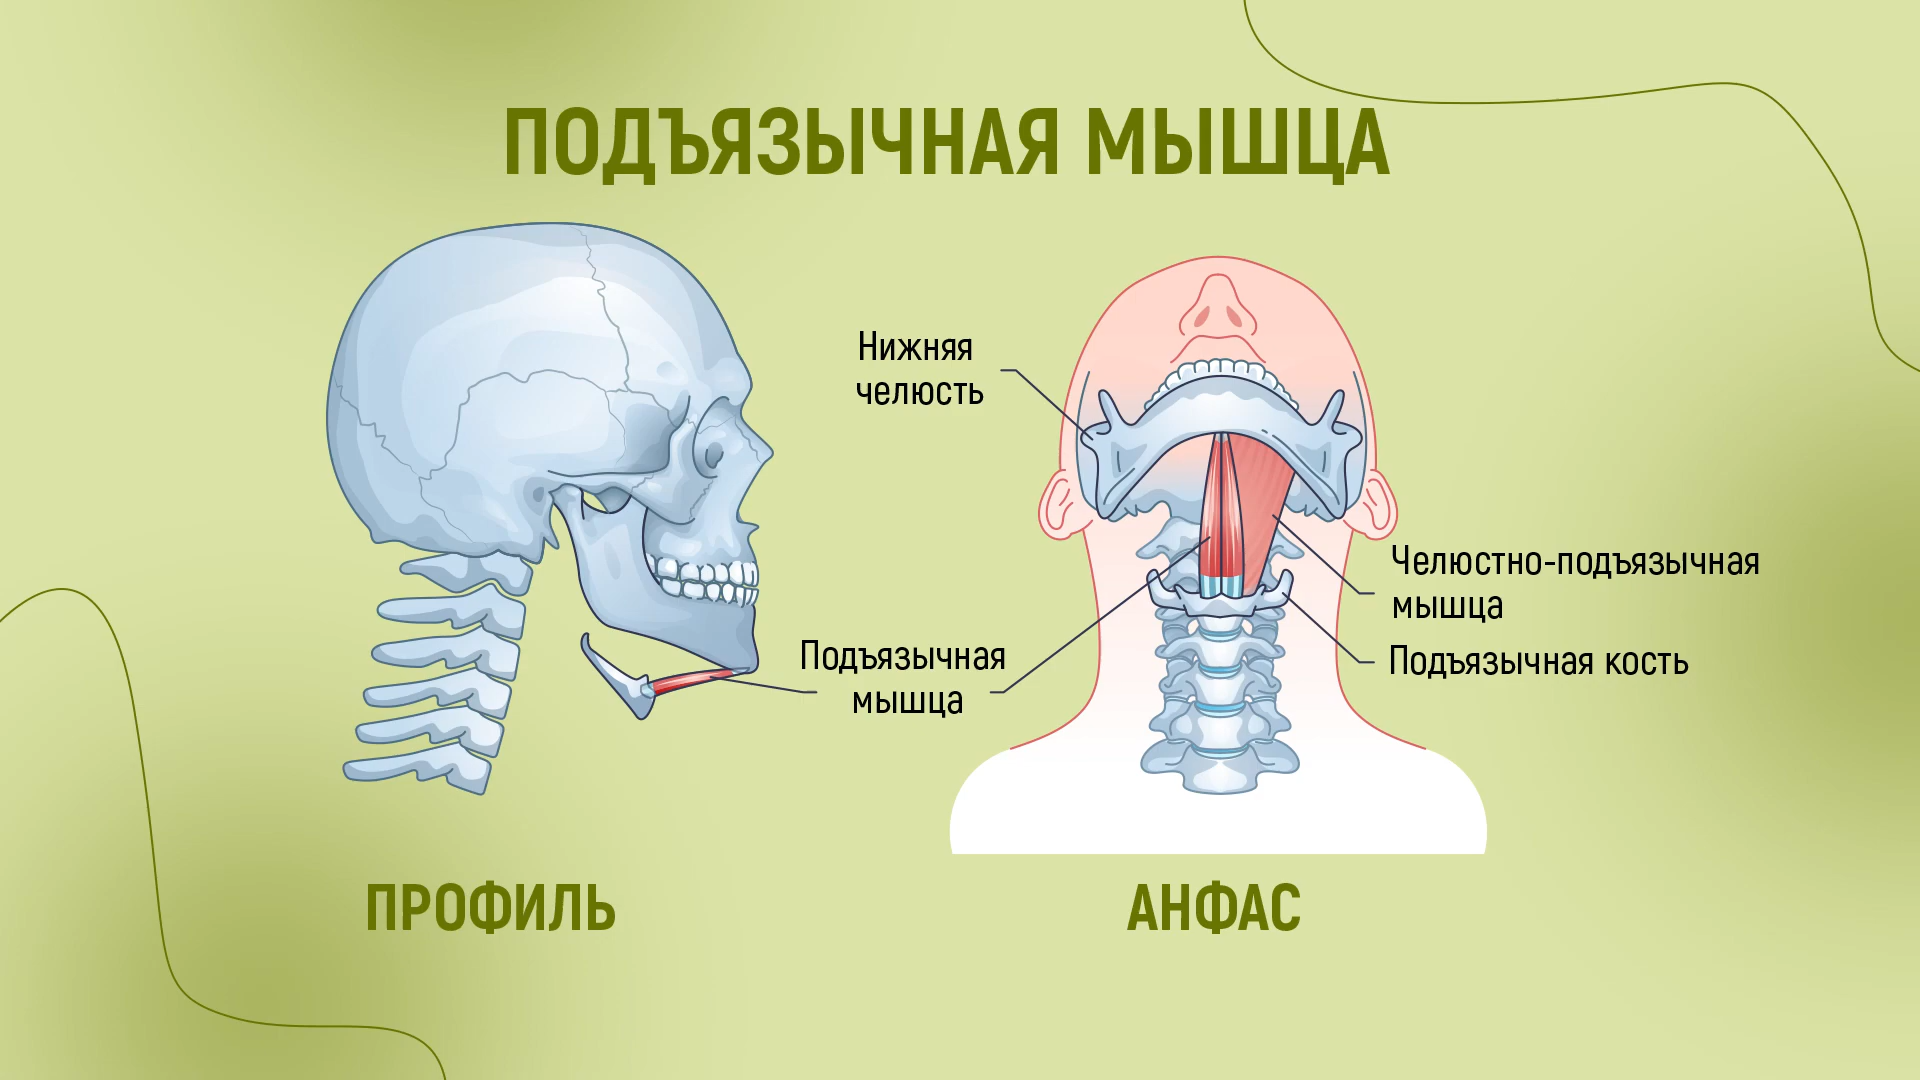 ПОДЪЯЗЫЧНАЯ МЫШЦА
Нижняя
челюсть
Челюстно-подъязычная
мышца
Подъязычная
мышца
Подъязычная кость
ПРОФИЛЬ
АНФАС